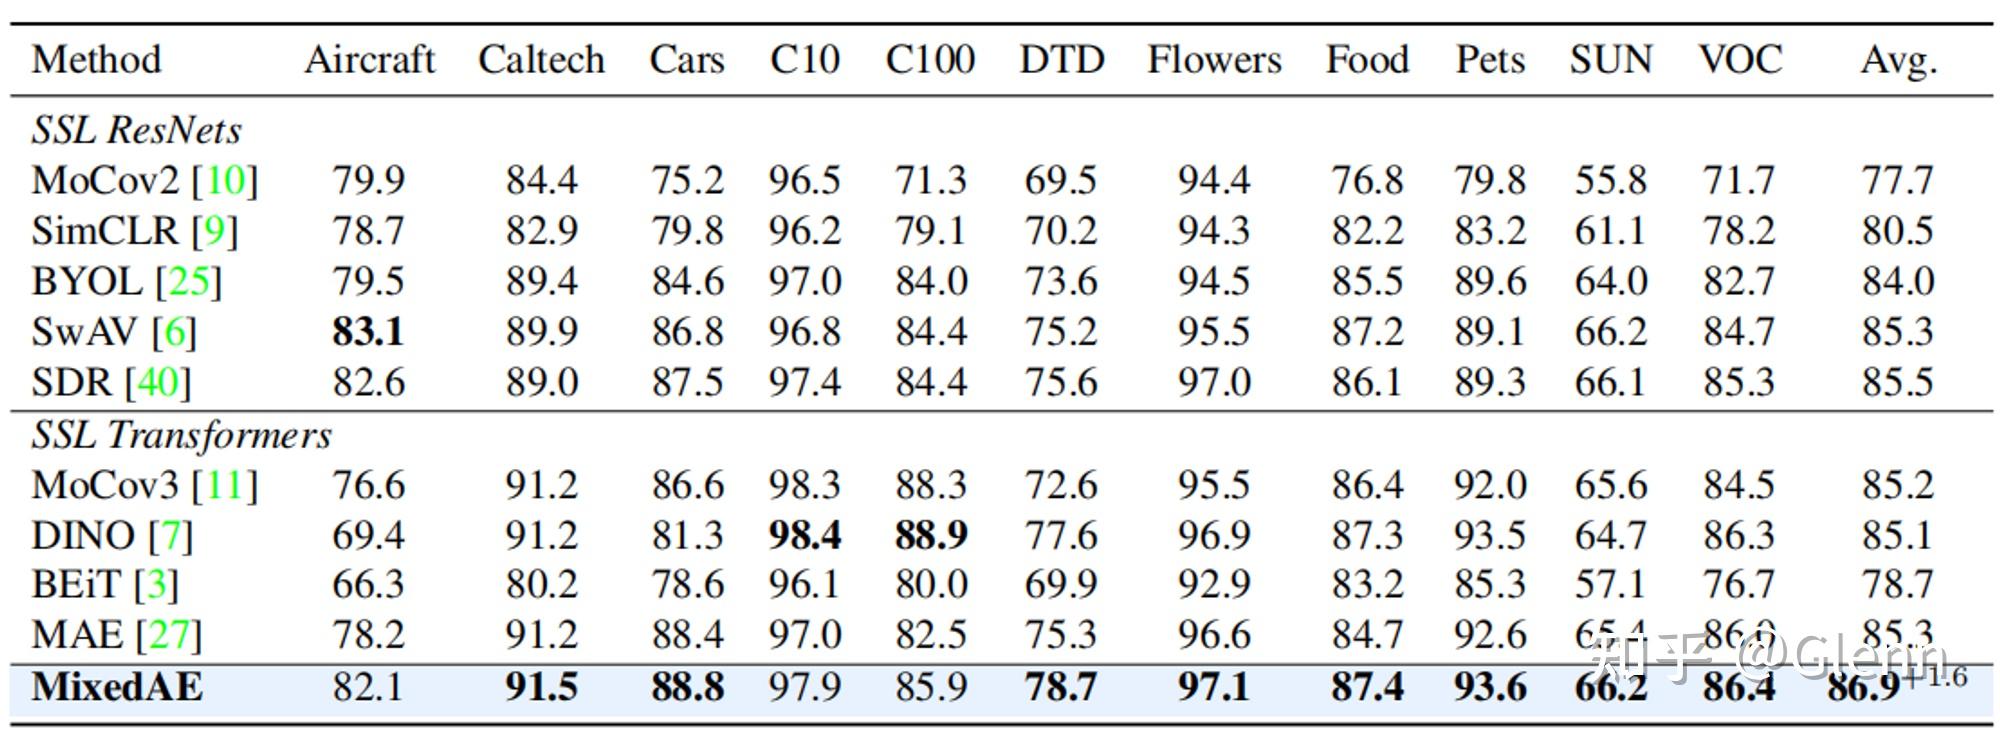 Method Aircraft Caltech Cars C10 C100 DTD Flowers Food Pets SUN VOC Avg.
SSL ResNets
MoCov2 [10] 79.9 84.4 75.2 96.5 71.3 69.5 94.4 76.8 79.8 55.8 71.7 77.7
SimCLR [9] 78.7 82.9 79.8 96.2 79.1 70.2 94.3 82.2 83.2 61.1 78.2 80.5
BYOL [25] 79.5 89.4 84.6 97.0 84.0 73.6 94.5 85.5 89.6 64.0 82.7 84.0
SwAV [6] 83.1 89.9 86.8 96.8 84.4 75.2 95.5 87.2 89.1 66.2 84.7 85.3
SDR [40] 82.6 89.0 87.5 97.4 84.4 75.6 97.0 86.1 89.3 66.1 85.3 85.5
SSL Transformers
MoCov3 [11] 76.6 91.2 86.6 98.3 88.3 72.6 95.5 86.4 92.0 65.6 84.5 85.2
DINO [7] 69.4 91.2 81.3 98.4 88.9 77.6 96.9 87.3 93.5 64.7 86.3 85.1
BEiT [3] 66.3 80.2 78.6 96.1 80.0 69.9 92.9 83.2 85.3 57.1 76.7 78.7
MAE [27] 78.2 91.2 88.4 97.0 82.5 75.3 96.6 84.7 92.6 65.4 86.0 85.3
知乎 @Glenn
MixedAE 82.1 91.5 88.8 97.9 85.9 78.7 97.1 87.4 93.6 66.2 86.4 86.9 +1.6